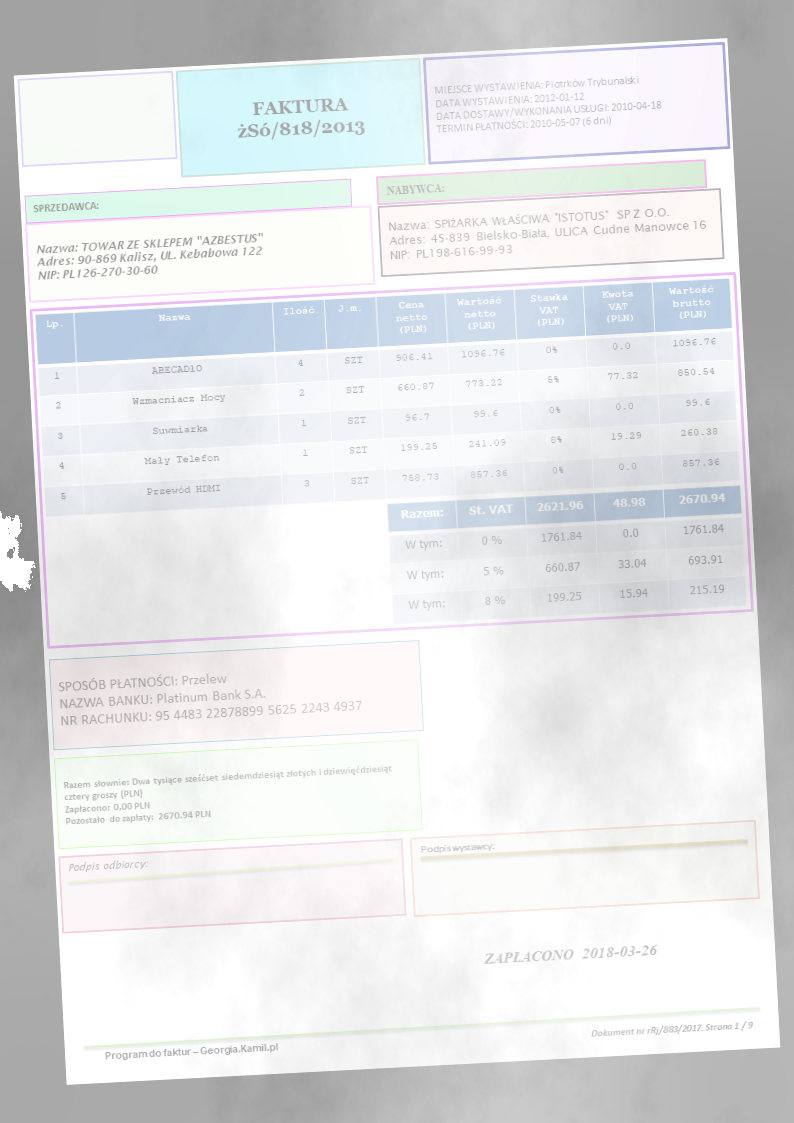 FAKTURA
żSó/818/2013
MIEJSCE WYSTAWIENIA: Piotrków Trybunalski
DATA WYSTAWIENIA: 2012-01-12
DATA DOSTAWY/WYKONANIA USŁUGI: 2010-04-18
TERMIN PŁATNOŚCI: 2010-05-07 (6 dni)
SPRZEDAWCA:
Nazwa: TOWAR ZE SKLEPEM "AZBESTUS"
Adres: 90-869 Kalisz, UL. Kebabowa 122
NIP: PL126-270-30-60
NABYWCA:
Nazwa: SPIŻARKA WŁAŚCIWA "ISTOTUS" SP Z O.O.
Adres: 45-839 Bielsko-Biała, ULICA Cudne Manowce 16
NIP: PL198-616-99-93
Lp. Nazwa Ilość J.m. Cena netto (PLN) Wartość netto (PLN) Stawka VAT (PLN) Kwota VAT (PLN) Wartość brutto (PLN)
1 ABECADŁO 4 SZT 906.41 1096.76 0% 0.0 1096.76
2 Wzmacniacz Mocy 2 SZT 660.87 773.22 5% 77.32 850.54
3 Suwmiarka 1 SZT 96.7 99.6 0% 0.0 99.6
4 Mały Telefon 1 SZT 199.25 241.09 8% 19.29 260.38
5 Przewód HDMI 3 SZT 758.73 857.36 0% 0.0 857.36
Razem: St. VAT 2621.96 48.98 2670.94
W tym: 0 % 1761.84 0.0 1761.84
W tym: 5 % 660.87 33.04 693.91
W tym: 8 % 199.25 15.94 215.19
SPOSÓB PŁATNOŚCI: Przelew
NAZWA BANKU: Platinum Bank S.A.
NR RACHUNKU: 95 4483 22878899 5625 2243 4937
Razem słownie: Dwa tysiące sześćset siedemdziesiąt złotych i dziewięćdziesiąt
cztery groszy (PLN)
Zapłacono: 0,00 PLN
Pozostało do zapłaty: 2670.94 PLN
Podpis odbiorcy:
Podpis wystawcy:
ZAPŁACONO 2018-03-26
Program do faktur – Georgia.Kamil.pl
Dokument nr rRj/883/2017. Strona 1 / 9